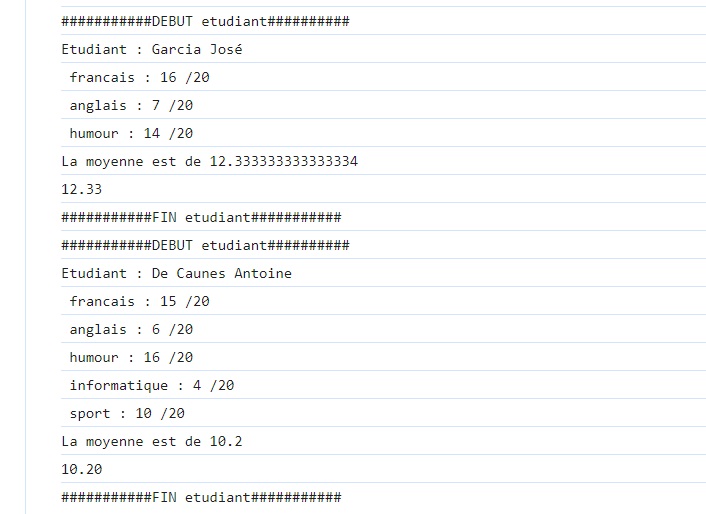 ###########DEBUT etudiant##########
Etudiant : Garcia José
francais : 16 /20
anglais : 7 /20
humour : 14 /20
La moyenne est de 12.333333333333334
12.33
###########FIN etudiant###########
###########DEBUT etudiant##########
Etudiant : De Caunes Antoine
francais : 15 /20
anglais : 6 /20
humour : 16 /20
informatique : 4 /20
sport : 10 /20
La moyenne est de 10.2
10.20
###########FIN etudiant###########